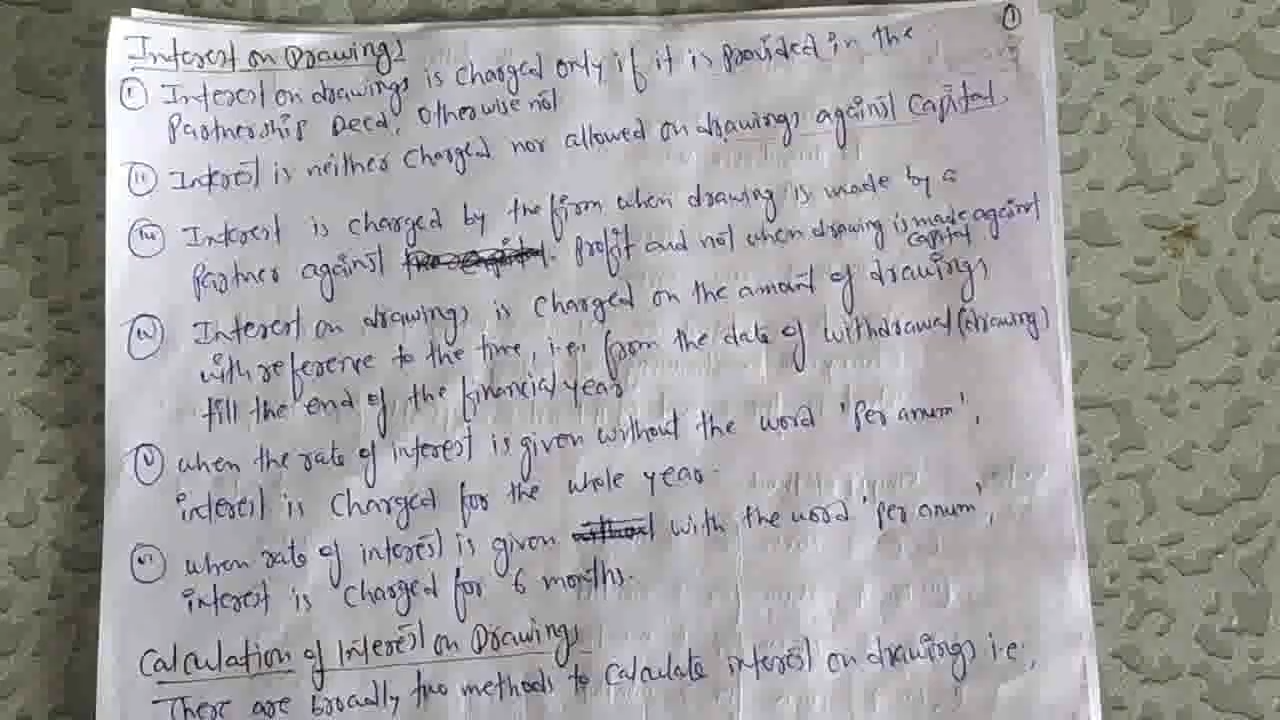 ①
Interest on Drawings
(i) Interest on drawings is charged only if it is provided in the
Partnership Deed, otherwise not
(ii) Interest is neither charged nor allowed on drawings against capital.
(iii) Interest is charged by the firm when drawing is made by a
Partner against profit and not when drawing is made against
capital
(iv) Interest on drawings is charged on the amount of drawings
with reference to the time, i.e. from the date of withdrawal (drawing)
till the end of the financial year
(v) when the rate of interest is given without the word 'Per anum',
interest is charged for the whole year.
(vi) when rate of interest is given with the word 'per anum',
interest is charged for 6 months.
Calculation of Interest on Drawings
There are broadly two methods to calculate interest on drawings i.e.,